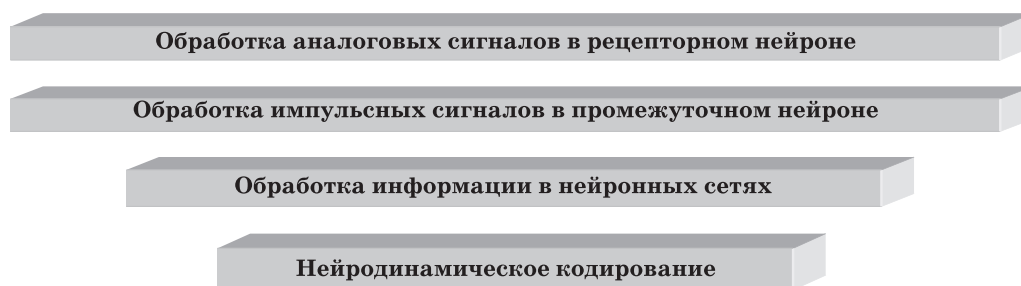 Обработка аналоговых сигналов в рецепторном нейроне
Обработка импульсных сигналов в промежуточном нейроне
Обработка информации в нейронных сетях
Нейродинамическое кодирование